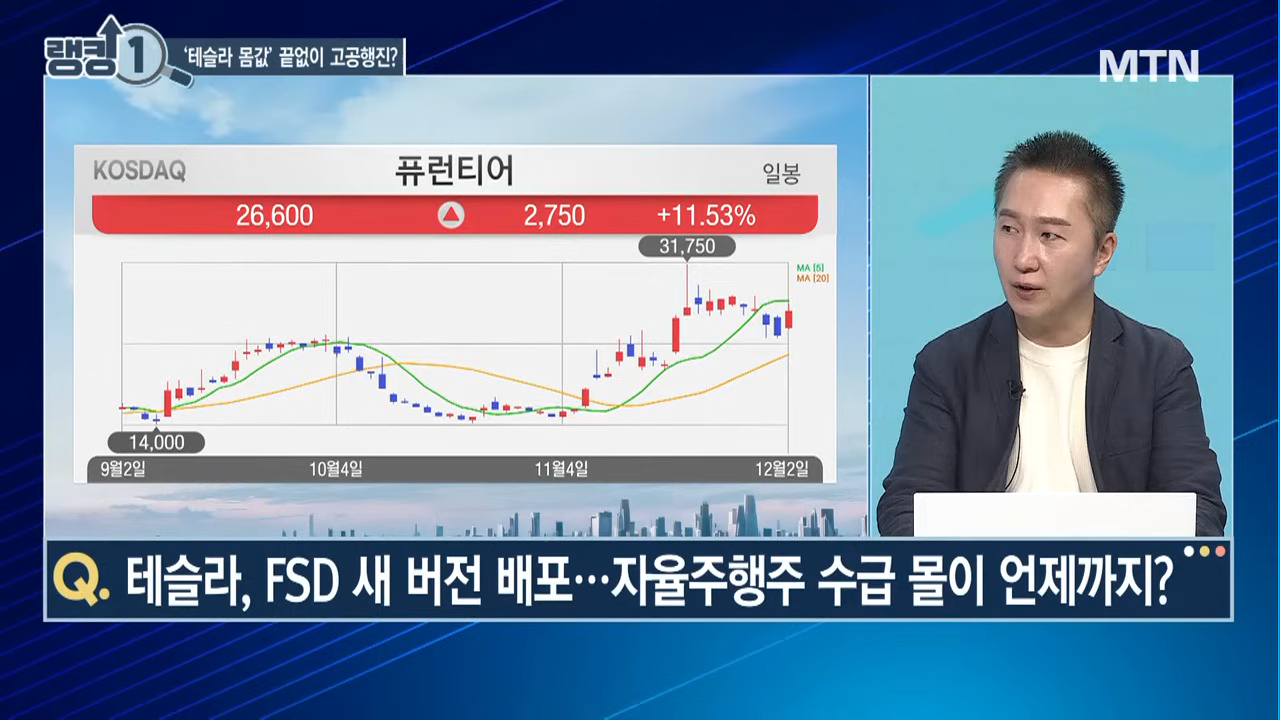 랭킹1
'테슬라 몸값' 끝없이 고공행진?
MTN
KOSDAQ
퓨런티어
일봉
26,600
2,750
+11.53%
31,750
MA [5]
MA [20]
14,000
9월2일
10월4일
11월4일
12월2일
Q. 테슬라, FSD 새 버전 배포…자율주행주 수급 몰이 언제까지?